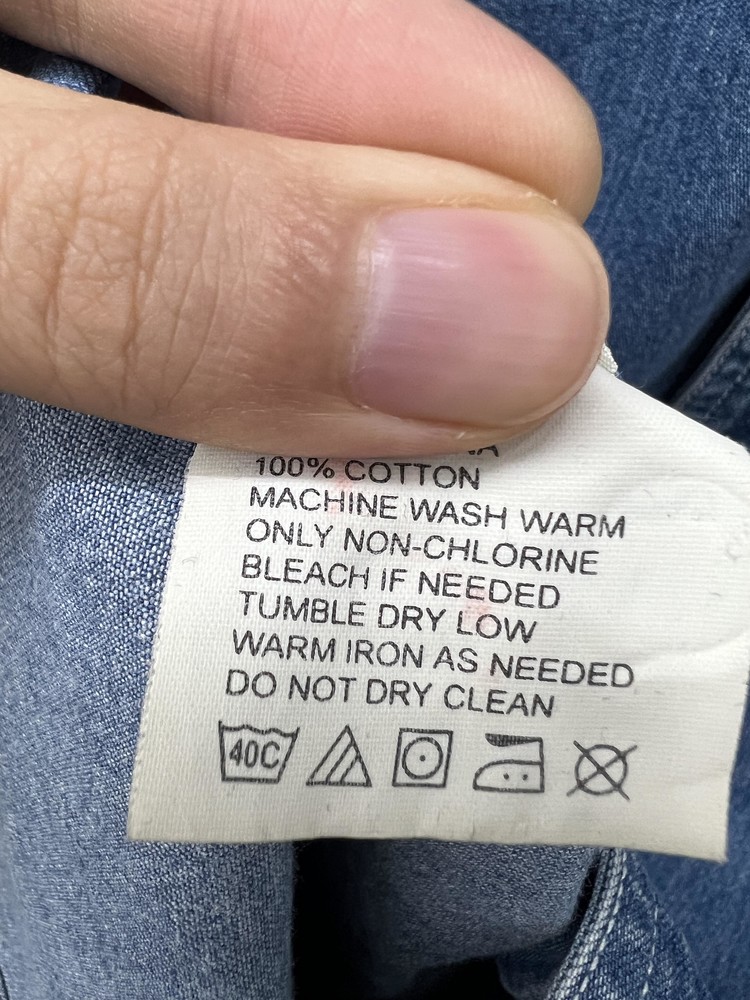 100% COTTON
MACHINE WASH WARM
ONLY NON-CHLORINE
BLEACH IF NEEDED
TUMBLE DRY LOW
WARM IRON AS NEEDED
DO NOT DRY CLEAN
40C